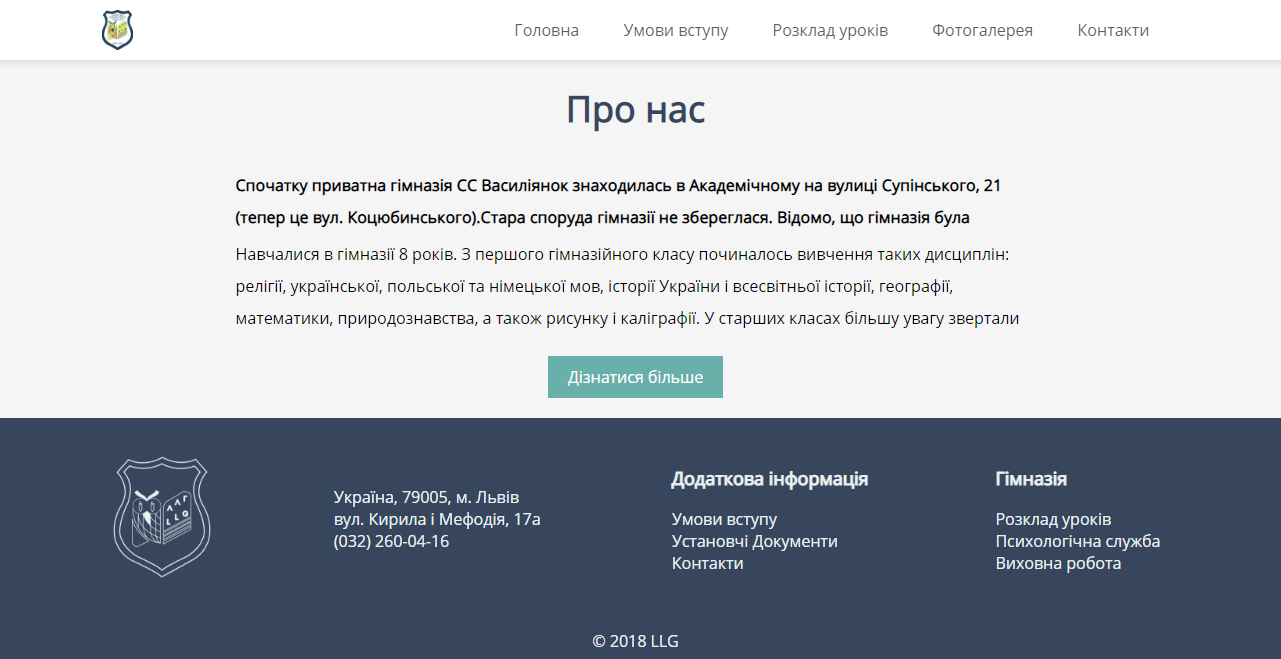 Головна Умови вступу Розклад уроків Фотогалерея Контакти
Про нас
Спочатку приватна гімназія СС Василіянок знаходилась в Академічному на вулиці Супінського, 21
(тепер це вул. Коцюбинського).Стара споруда гімназії не збереглася. Відомо, що гімназія була
Навчалися в гімназії 8 років. З першого гімназійного класу починалось вивчення таких дисциплін:
релігії, української, польської та німецької мов, історії України і всесвітньої історії, географії,
математики, природознавства, а також рисунку і каліграфії. У старших класах більшу увагу звертали
Дізнатися більше
ЛЛГ
LLG
Україна, 79005, м. Львів
вул. Кирила і Мефодія, 17а
(032) 260-04-16
Додаткова інформація
Умови вступу
Установчі Документи
Контакти
Гімназія
Розклад уроків
Психологічна служба
Виховна робота
© 2018 LLG